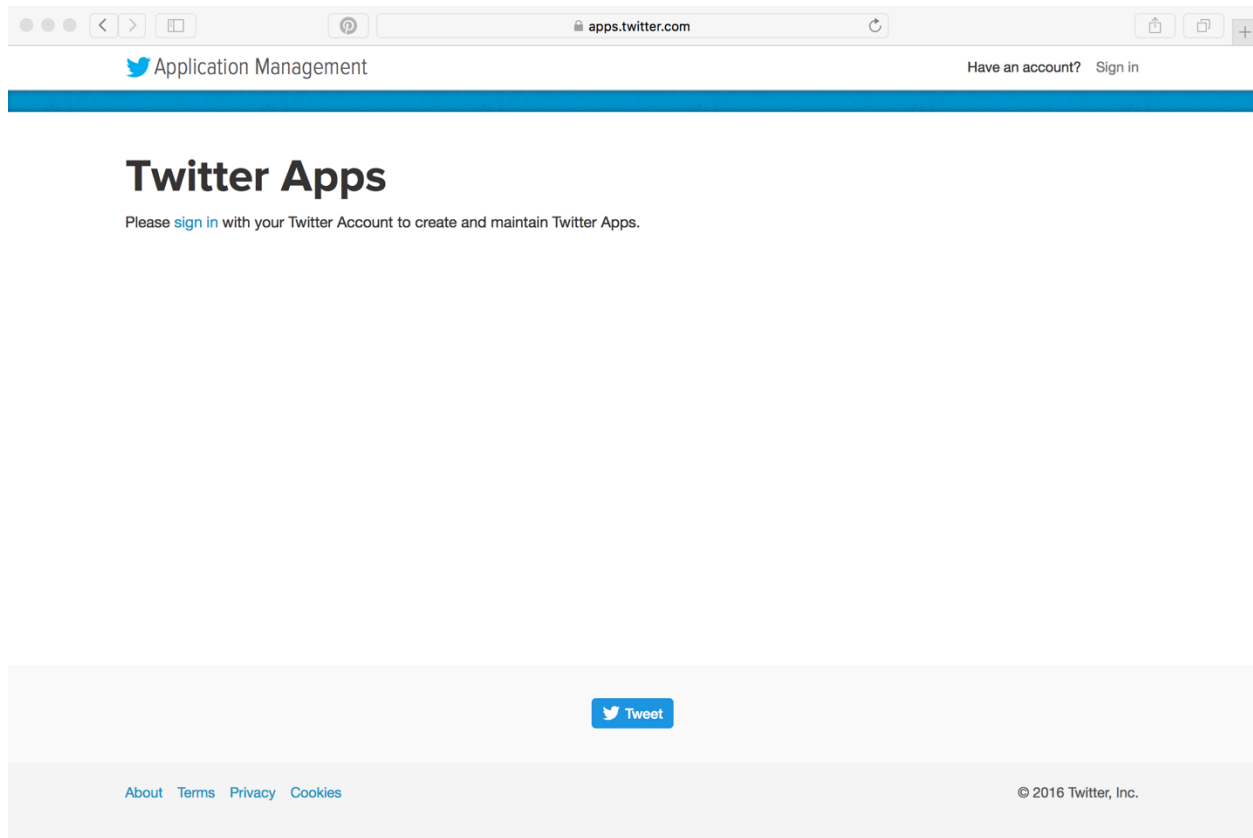 apps.twitter.com
Application Management
Have an account? Sign in
Twitter Apps
Please sign in with your Twitter Account to create and maintain Twitter Apps.
Tweet
About Terms Privacy Cookies
© 2016 Twitter, Inc.